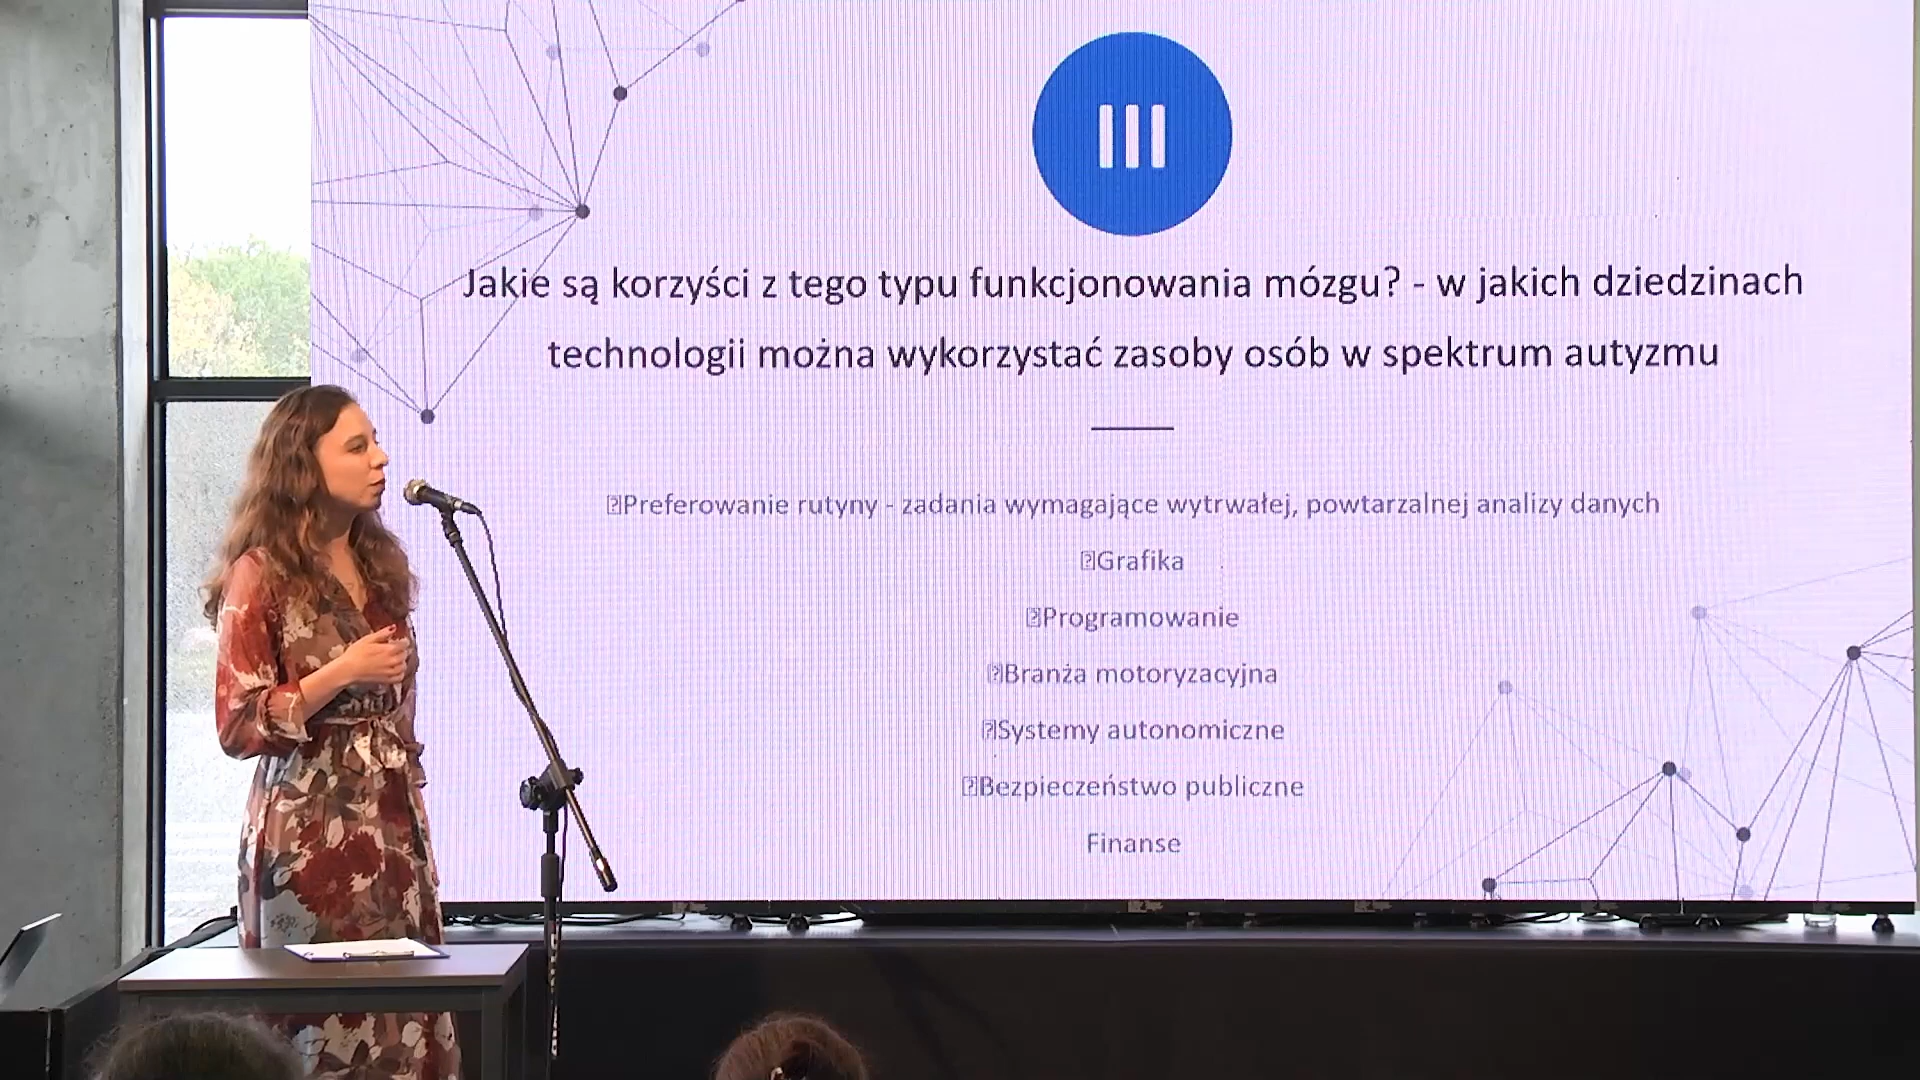 III
Jakie są korzyści z tego typu funkcjonowania mózgu? - w jakich dziedzinach
technologii można wykorzystać zasoby osób w spektrum autyzmu
Preferowanie rutyny - zadania wymagające wytrwałej, powtarzalnej analizy danych
Grafika
Programowanie
Branża motoryzacyjna
Systemy autonomiczne
Bezpieczeństwo publiczne
Finanse